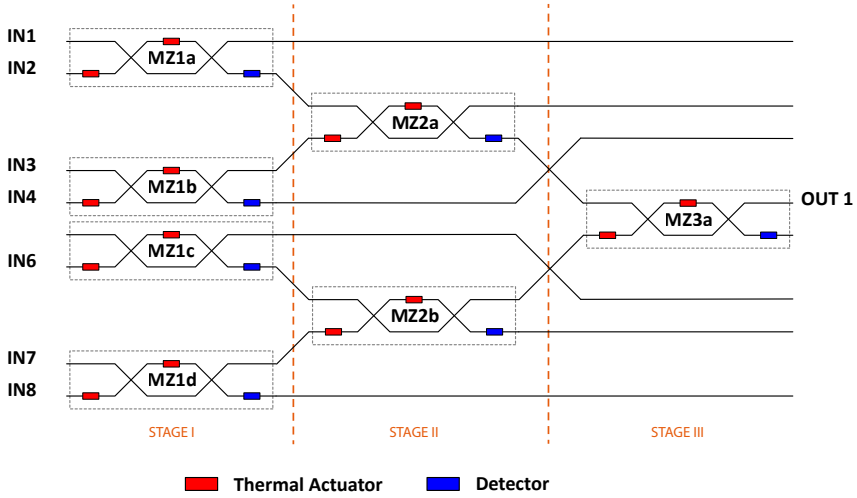 IN1
MZ1a
IN2
MZ2a
IN3
MZ1b
IN4
OUT 1
MZ3a
MZ1c
IN6
MZ2b
IN7
MZ1d
IN8
STAGE I
STAGE II
STAGE III
Thermal Actuator
Detector